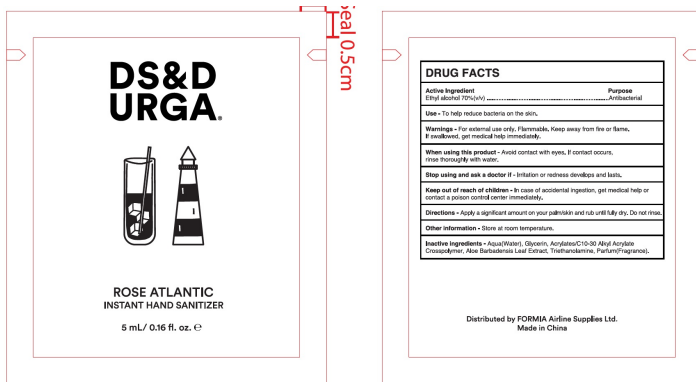 Seal 0.5cm
DS&D
URGA®
ROSE ATLANTIC
INSTANT HAND SANITIZER
5 mL/ 0.16 fl. oz. ℮
DRUG FACTS
Active Ingredient Purpose
Ethyl alcohol 70%(v/v) ........................................................ Antibacterial
Use - To help reduce bacteria on the skin.
Warnings - For external use only. Flammable. Keep away from fire or flame.
If swallowed, get medical help immediately.
When using this product - Avoid contact with eyes. If contact occurs.
rinse thoroughly with water.
Stop using and ask a doctor if - Irritation or redness develops and lasts.
Keep out of reach of children - In case of accidental ingestion, get medical help or
contact a poison control center immediately.
Directions - Apply a significant amount on your palm/skin and rub until fully dry. Do not rinse.
Other information - Store at room temperature.
Inactive ingredients - Aqua(Water), Glycerin, Acrylates/C10-30 Alkyl Acrylate
Crosspolymer, Aloe Barbadensis Leaf Extract, Triethanolamine, Parfum(Fragrance).
Distributed by FORMIA Airline Supplies Ltd.
Made in China